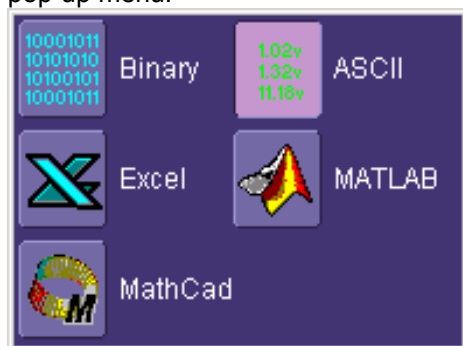 pop-up menu.
10001011
10101010
10100101
10001011
Binary
1.02v
1.32v
11.18v
ASCII
Excel
MATLAB
M
MathCad